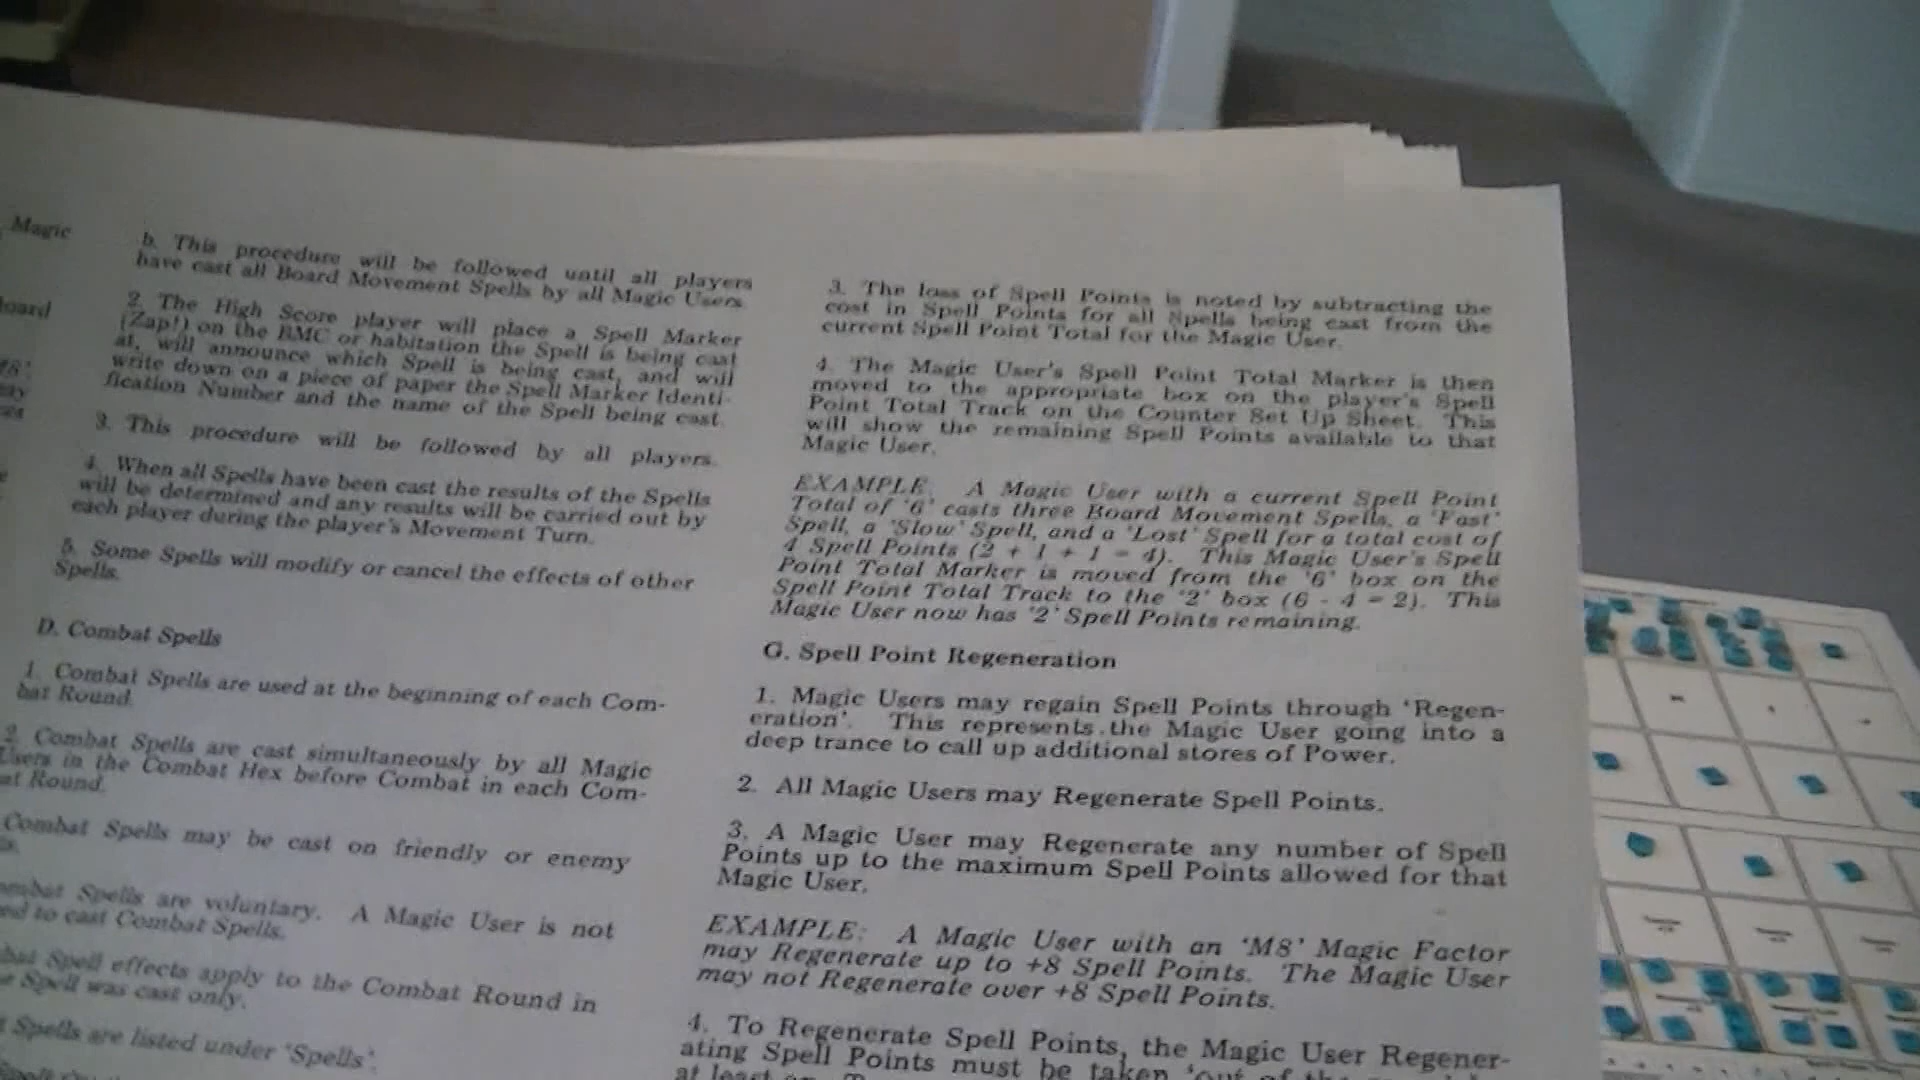 Magic
b. This procedure will be followed until all players
have cast all Board Movement Spells by all Magic Users.
2. The High Score player will place a Spell Marker
(Zap!) on the BMC or habitation the Spell is being cast
at, will announce which Spell is being cast, and will
write down on a piece of paper the Spell Marker Identi-
fication Number and the name of the Spell being cast.
3. This procedure will be followed by all players.
4. When all Spells have been cast the results of the Spells
will be determined and any results will be carried out by
each player during the player's Movement Turn.
5. Some Spells will modify or cancel the effects of other
Spells.
D. Combat Spells
1. Combat Spells are used at the beginning of each Com-
bat Round.
2. Combat Spells are cast simultaneously by all Magic
Users in the Combat Hex before Combat in each Com-
at Round.
Combat Spells may be cast on friendly or enemy
ombat Spells are voluntary. A Magic User is not
ed to cast Combat Spells.
bat Spell effects apply to the Combat Round in
e Spell was cast only.
Spells are listed under 'Spells'.
3. The loss of Spell Points is noted by subtracting the
cost in Spell Points for all Spells being cast from the
current Spell Point Total for the Magic User.
4. The Magic User's Spell Point Total Marker is then
moved to the appropriate box on the player's Spell
Point Total Track on the Counter Set Up Sheet. This
will show the remaining Spell Points available to that
Magic User.
EXAMPLE: A Magic User with a current Spell Point
Total of '6' casts three Board Movement Spells, a 'Fast'
Spell, a 'Slow' Spell, and a 'Lost' Spell for a total cost of
4 Spell Points (2 + 1 + 1 = 4). This Magic User's Spell
Point Total Marker is moved from the '6' box on the
Spell Point Total Track to the '2' box (6 - 4 = 2). This
Magic User now has '2' Spell Points remaining.
G. Spell Point Regeneration
1. Magic Users may regain Spell Points through 'Regen-
eration'. This represents the Magic User going into a
deep trance to call up additional stores of Power.
2. All Magic Users may Regenerate Spell Points.
3. A Magic User may Regenerate any number of Spell
Points up to the maximum Spell Points allowed for that
Magic User.
EXAMPLE: A Magic User with an 'M8' Magic Factor
may Regenerate up to +8 Spell Points. The Magic User
may not Regenerate over +8 Spell Points.
4. To Regenerate Spell Points, the Magic User Regener-
ating Spell Points must be taken 'out of the
at least